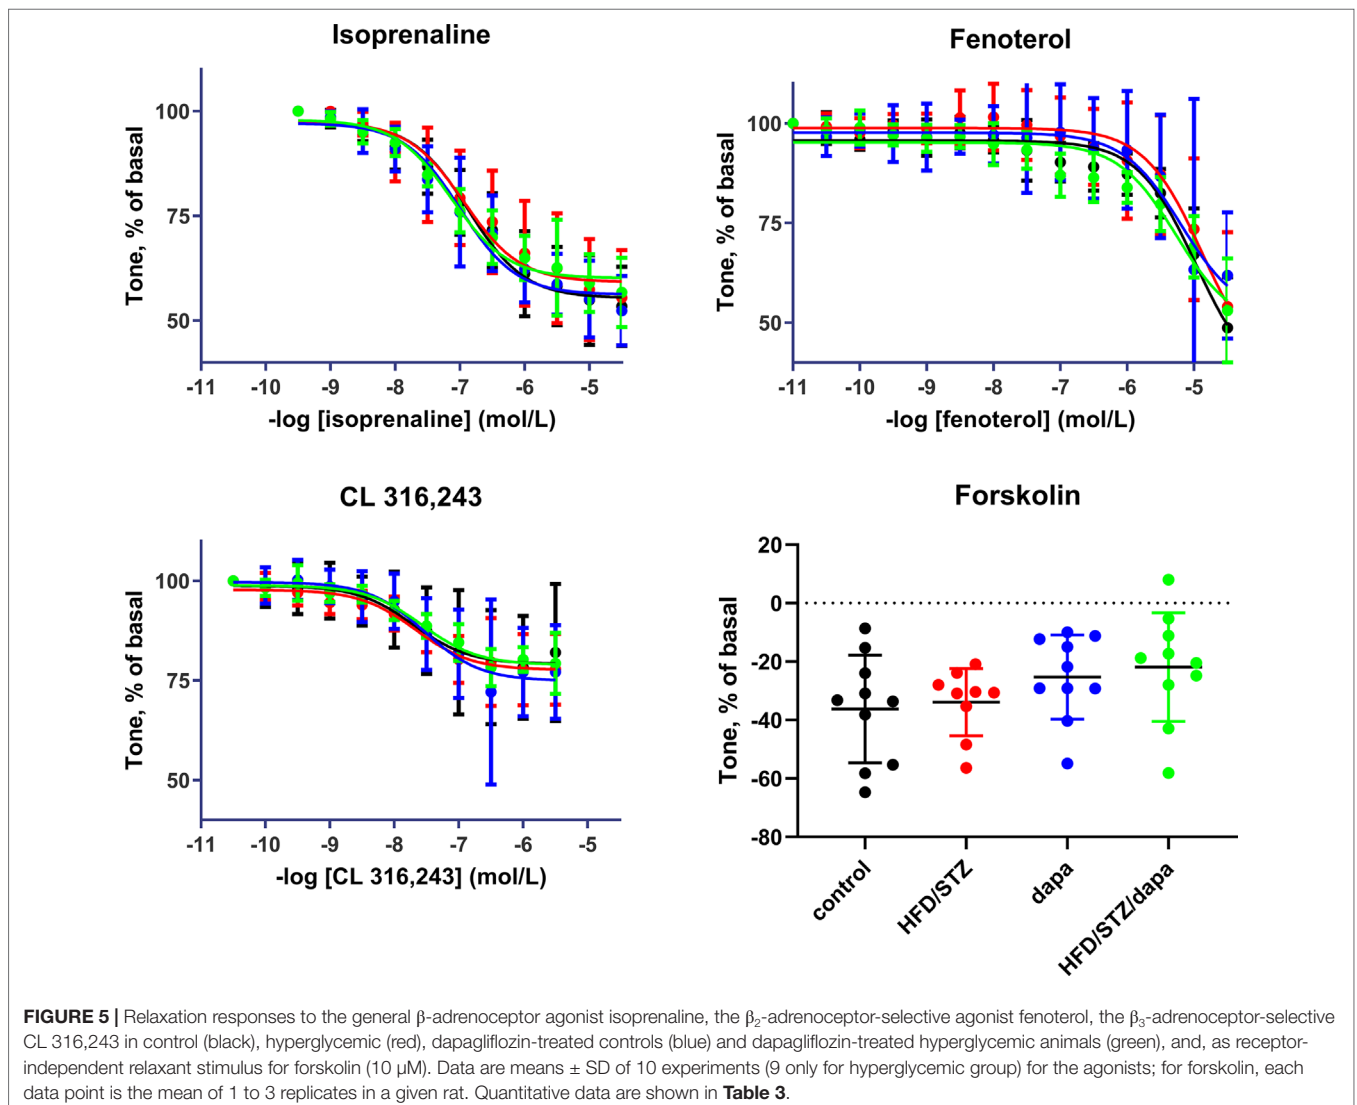 Isoprenaline
Tone, % of basal
100
75
50
-11 -10 -9 -8 -7 -6 -5
-log [isoprenaline] (mol/L)
Fenoterol
Tone, % of basal
100
75
50
-11 -10 -9 -8 -7 -6 -5
-log [fenoterol] (mol/L)
CL 316,243
Tone, % of basal
100
75
50
-11 -10 -9 -8 -7 -6 -5
-log [CL 316,243] (mol/L)
Forskolin
Tone, % of basal
20
0
-20
-40
-60
-80
control
HFD/STZ
dapa
HFD/STZ/dapa
FIGURE 5 | Relaxation responses to the general β-adrenoceptor agonist isoprenaline, the β₂-adrenoceptor-selective agonist fenoterol, the β₃-adrenoceptor-selective
CL 316,243 in control (black), hyperglycemic (red), dapagliflozin-treated controls (blue) and dapagliflozin-treated hyperglycemic animals (green), and, as receptor-
independent relaxant stimulus for forskolin (10 μM). Data are means ± SD of 10 experiments (9 only for hyperglycemic group) for the agonists; for forskolin, each
data point is the mean of 1 to 3 replicates in a given rat. Quantitative data are shown in Table 3.